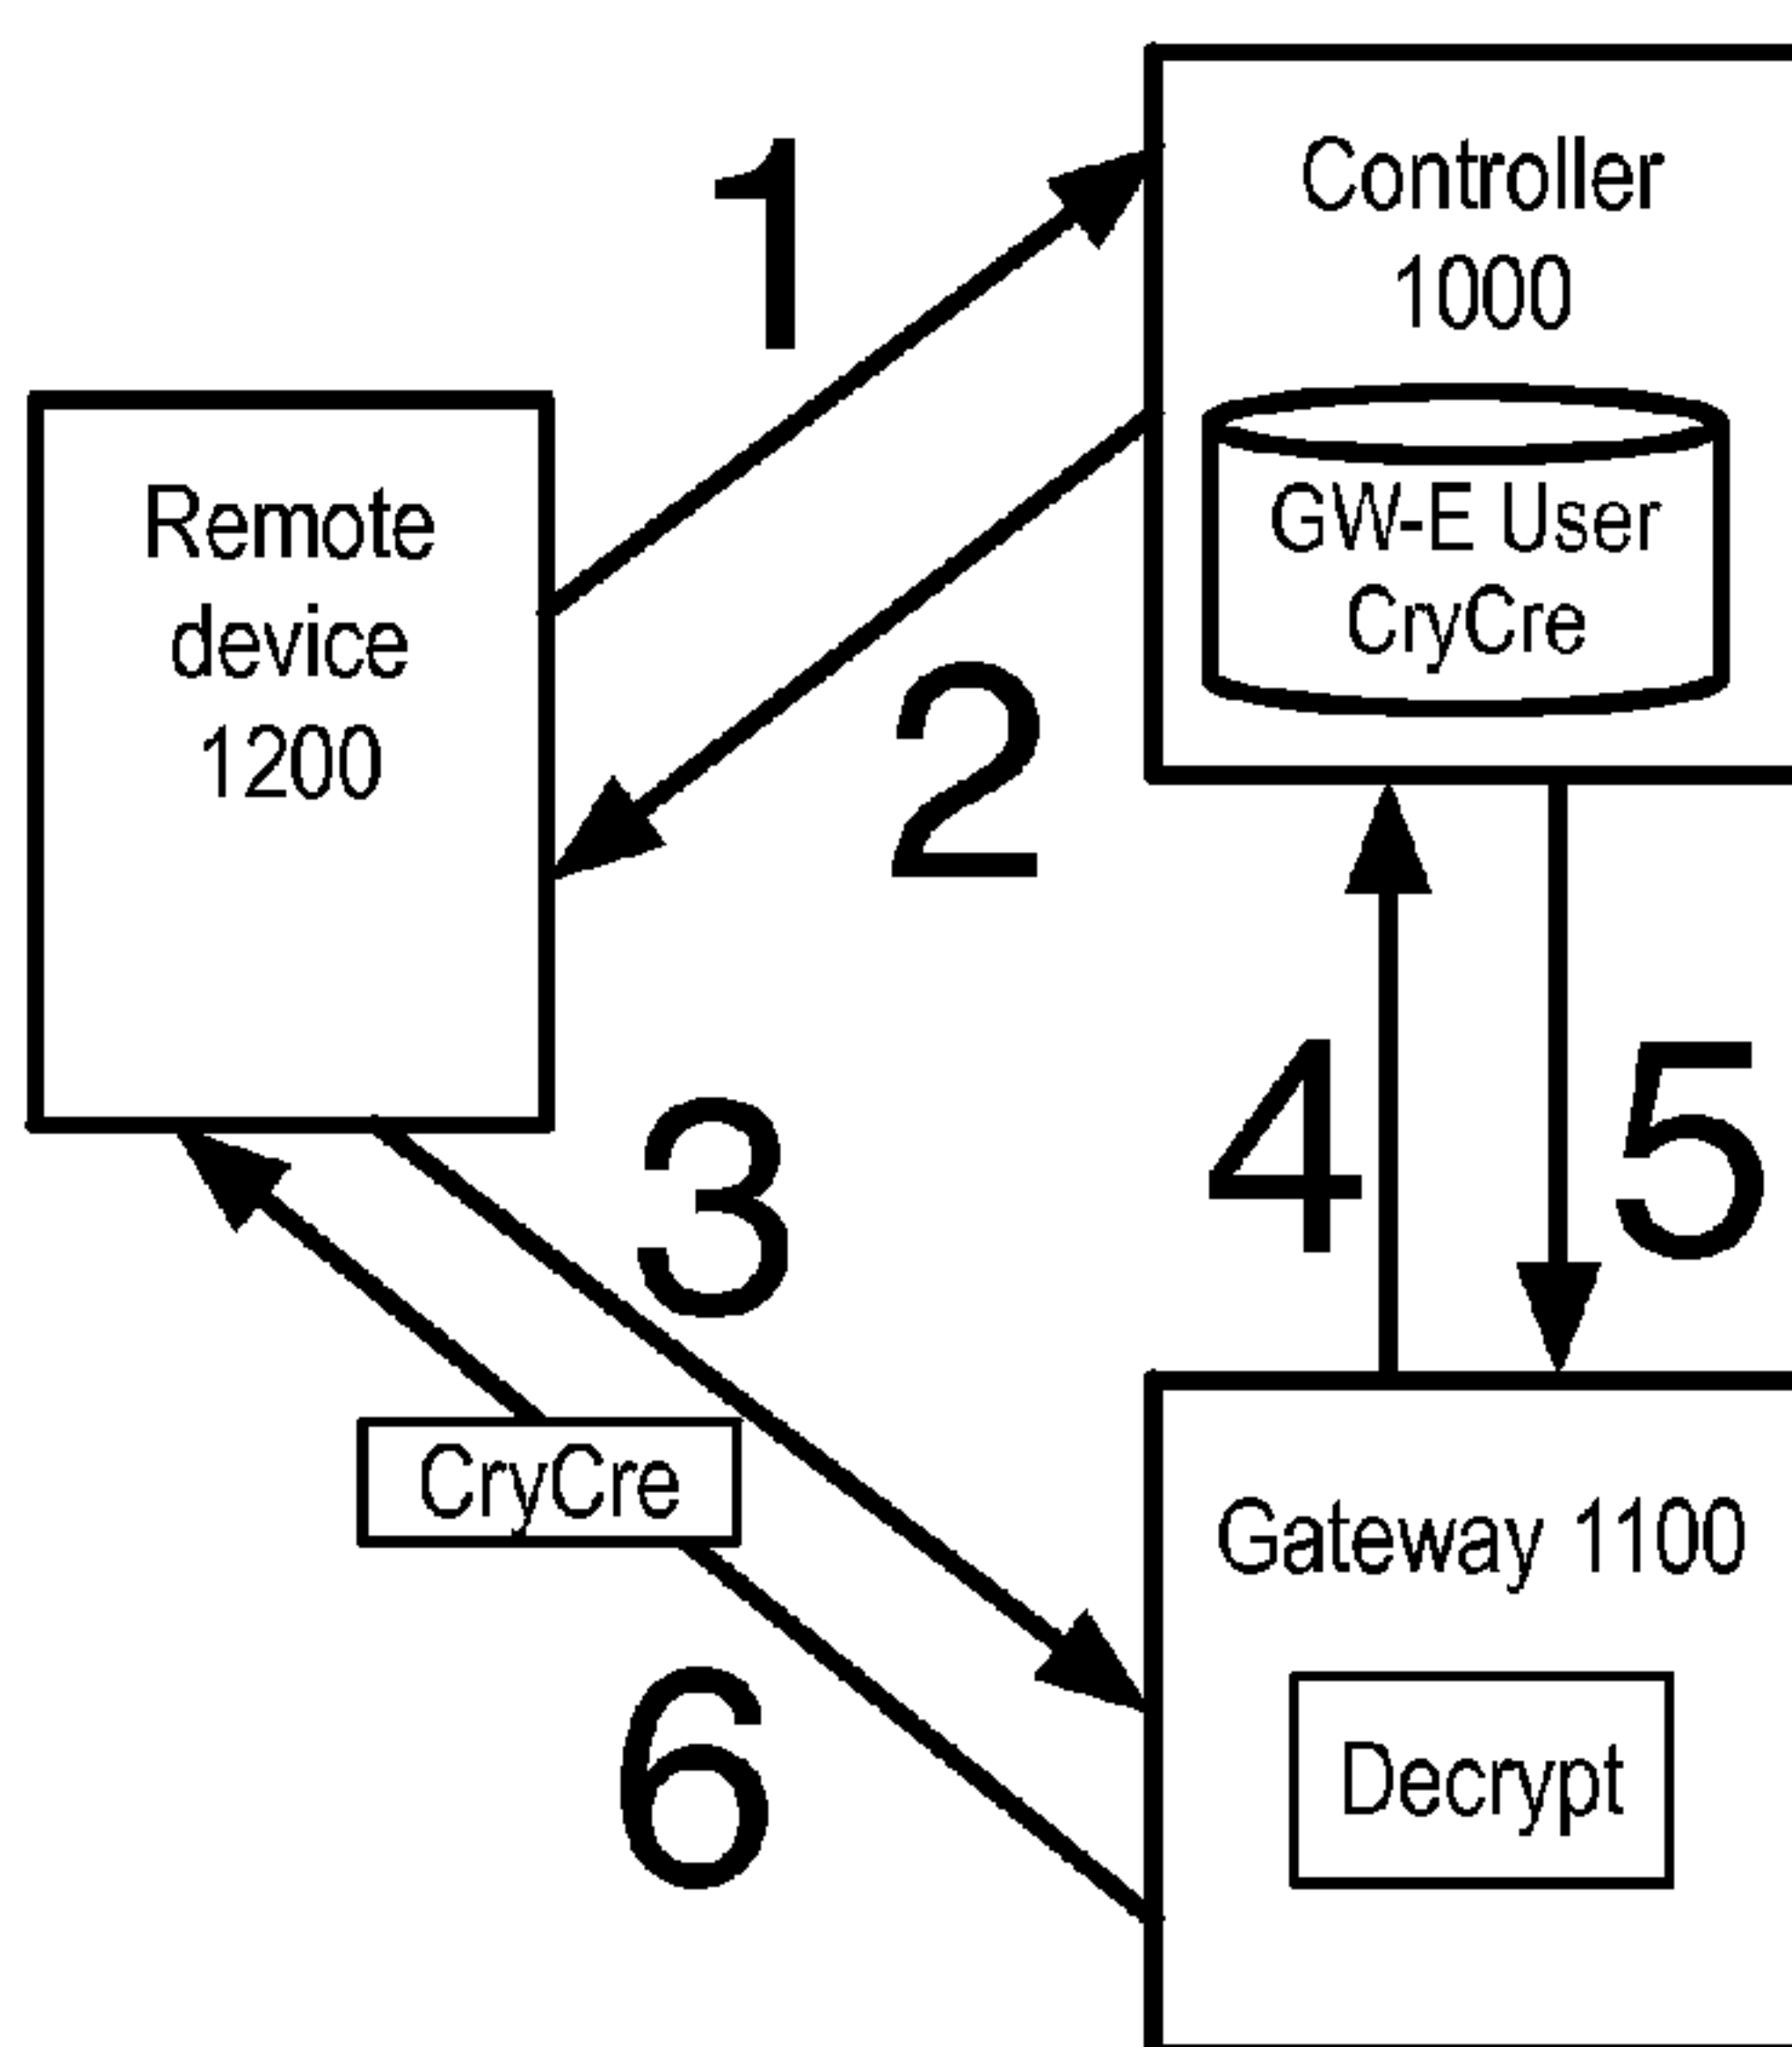 1
Controller
1000
GW-E User
CryCre
Remote
device
1200
2
3
4
5
CryCre
Gateway 1100
Decrypt
6